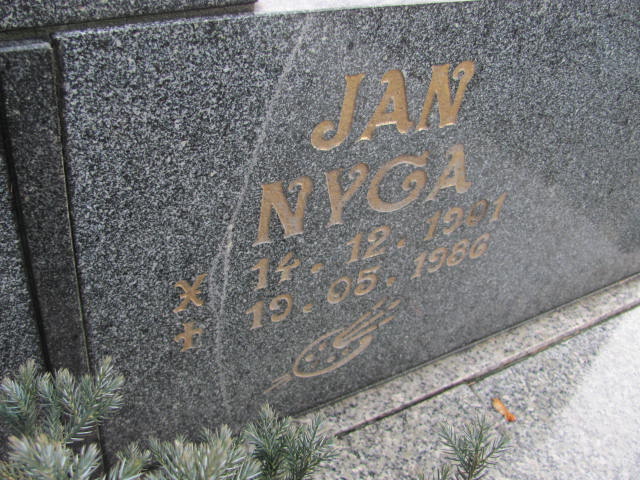 JAN
NYGA
X 14. 12. 1901
+ 19. 05. 1986